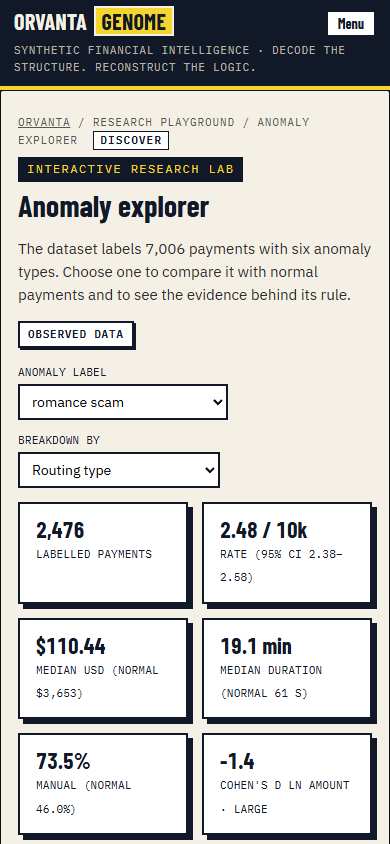 ORVANTA GENOME
Menu
SYNTHETIC FINANCIAL INTELLIGENCE · DECODE THE
STRUCTURE. RECONSTRUCT THE LOGIC.
ORVANTA / RESEARCH PLAYGROUND / ANOMALY
EXPLORER DISCOVER
INTERACTIVE RESEARCH LAB
Anomaly explorer
The dataset labels 7,006 payments with six anomaly
types. Choose one to compare it with normal
payments and to see the evidence behind its rule.
OBSERVED DATA
ANOMALY LABEL
romance scam
BREAKDOWN BY
Routing type
2,476
LABELLED PAYMENTS
2.48 / 10k
RATE (95% CI 2.38–
2.58)
$110.44
MEDIAN USD (NORMAL
$3,653)
19.1 min
MEDIAN DURATION
(NORMAL 61 S)
73.5%
MANUAL (NORMAL
46.0%)
-1.4
COHEN'S D LN AMOUNT
· LARGE